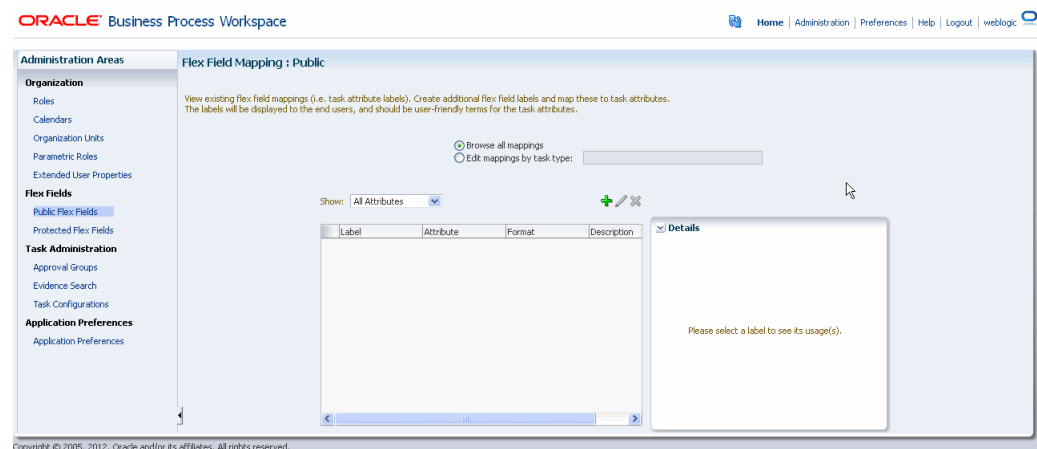 ORACLE Business Process Workspace
Home | Administration | Preferences | Help | Logout | weblogic
Administration Areas
Organization
Roles
Calendars
Organization Units
Parametric Roles
Extended User Properties
Flex Fields
Public Flex Fields
Protected Flex Fields
Task Administration
Approval Groups
Evidence Search
Task Configurations
Application Preferences
Application Preferences
Flex Field Mapping : Public
View existing flex field mappings (i.e. task attribute labels). Create additional flex field labels and map these to task attributes.
The labels will be displayed to the end users, and should be user-friendly terms for the task attributes.
Browse all mappings
Edit mappings by task type:
Show: All Attributes
Label Attribute Format Description
Details
Please select a label to see its usage(s).
Copyright © 2005, 2012, Oracle and/or its affiliates. All rights reserved.